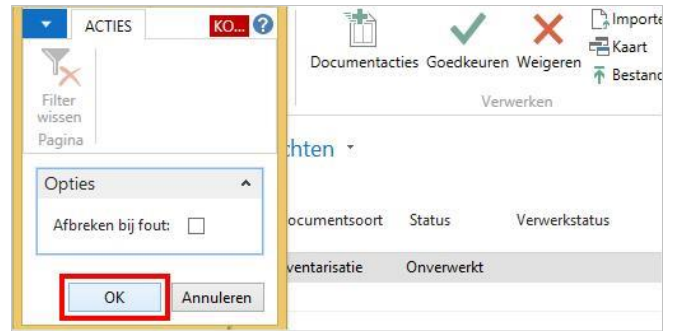 ACTIES
KO...
?
Filter
wissen
Pagina
Opties
Afbreken bij fout:
OK
Annuleren
Documentacties Goedkeuren Weigeren
Importe
Kaart
Bestand
Verwerken
chten
ocumentsoort Status Verwerkstatus
ventarisatie Onverwerkt